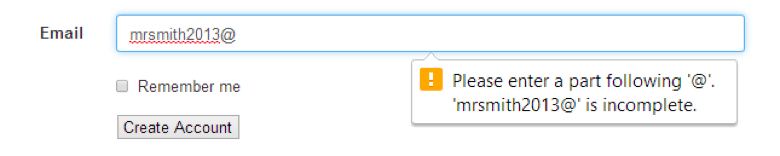 Email mrsmith2013@
Please enter a part following '@'.
'mrsmith2013@' is incomplete.
Remember me
Create Account